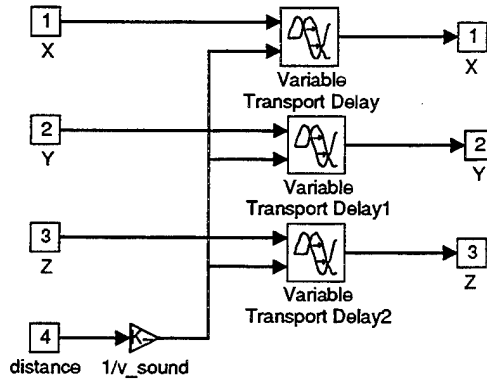 1
X
Variable
Transport Delay
1
X
2
Y
Variable
Transport Delay1
2
Y
3
Z
Variable
Transport Delay2
3
Z
4
distance
K-
1/v_sound